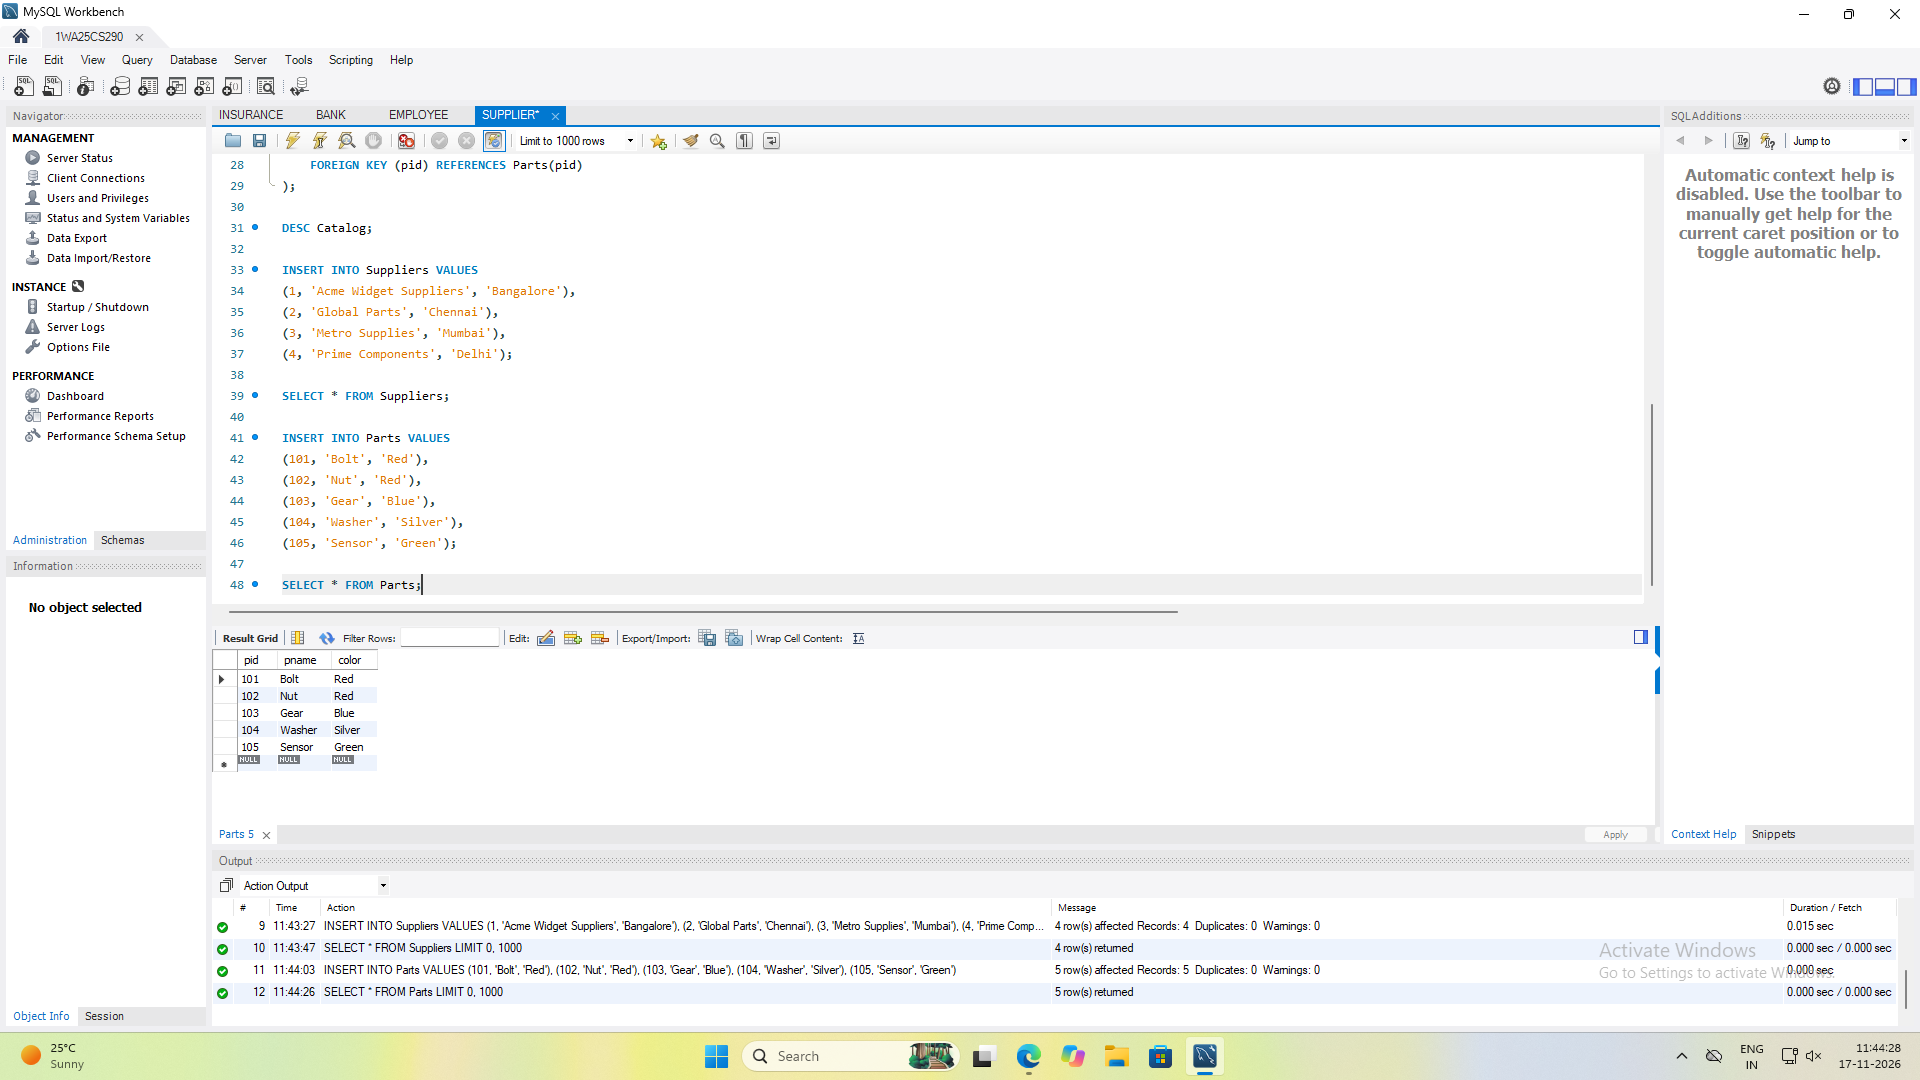 MySQL Workbench
1WA25CS290
File Edit View Query Database Server Tools Scripting Help
Navigator
MANAGEMENT
Server Status
Client Connections
Users and Privileges
Status and System Variables
Data Export
Data Import/Restore
INSTANCE
Startup / Shutdown
Server Logs
Options File
PERFORMANCE
Dashboard
Performance Reports
Performance Schema Setup
Administration Schemas
Information
No object selected
Object Info Session
INSURANCE BANK EMPLOYEE SUPPLIER*
Limit to 1000 rows
28 FOREIGN KEY (pid) REFERENCES Parts(pid)
29 );
30
31 DESC Catalog;
32
33 INSERT INTO Suppliers VALUES
34 (1, 'Acme Widget Suppliers', 'Bangalore'),
35 (2, 'Global Parts', 'Chennai'),
36 (3, 'Metro Supplies', 'Mumbai'),
37 (4, 'Prime Components', 'Delhi');
38
39 SELECT * FROM Suppliers;
40
41 INSERT INTO Parts VALUES
42 (101, 'Bolt', 'Red'),
43 (102, 'Nut', 'Red'),
44 (103, 'Gear', 'Blue'),
45 (104, 'Washer', 'Silver'),
46 (105, 'Sensor', 'Green');
47
48 SELECT * FROM Parts;
Result Grid Filter Rows: Edit: Export/Import: Wrap Cell Content:
pid pname color
101 Bolt Red
102 Nut Red
103 Gear Blue
104 Washer Silver
105 Sensor Green
NULL NULL NULL
Parts 5 Apply
SQLAdditions
Jump to
Automatic context help is
disabled. Use the toolbar to
manually get help for the
current caret position or to
toggle automatic help.
Context Help Snippets
Output
Action Output
# Time Action Message Duration / Fetch
9 11:43:27 INSERT INTO Suppliers VALUES (1, 'Acme Widget Suppliers', 'Bangalore'), (2, 'Global Parts', 'Chennai'), (3, 'Metro Supplies', 'Mumbai'), (4, 'Prime Comp... 4 row(s) affected Records: 4 Duplicates: 0 Warnings: 0 0.015 sec
10 11:43:47 SELECT * FROM Suppliers LIMIT 0, 1000 4 row(s) returned 0.000 sec / 0.000 sec
11 11:44:03 INSERT INTO Parts VALUES (101, 'Bolt', 'Red'), (102, 'Nut', 'Red'), (103, 'Gear', 'Blue'), (104, 'Washer', 'Silver'), (105, 'Sensor', 'Green') 5 row(s) affected Records: 5 Duplicates: 0 Warnings: 0 0.000 sec
12 11:44:26 SELECT * FROM Parts LIMIT 0, 1000 5 row(s) returned 0.000 sec / 0.000 sec
Activate Windows
Go to Settings to activate Windows.
25°C
Sunny
Search
ENG
IN
11:44:28
17-11-2026